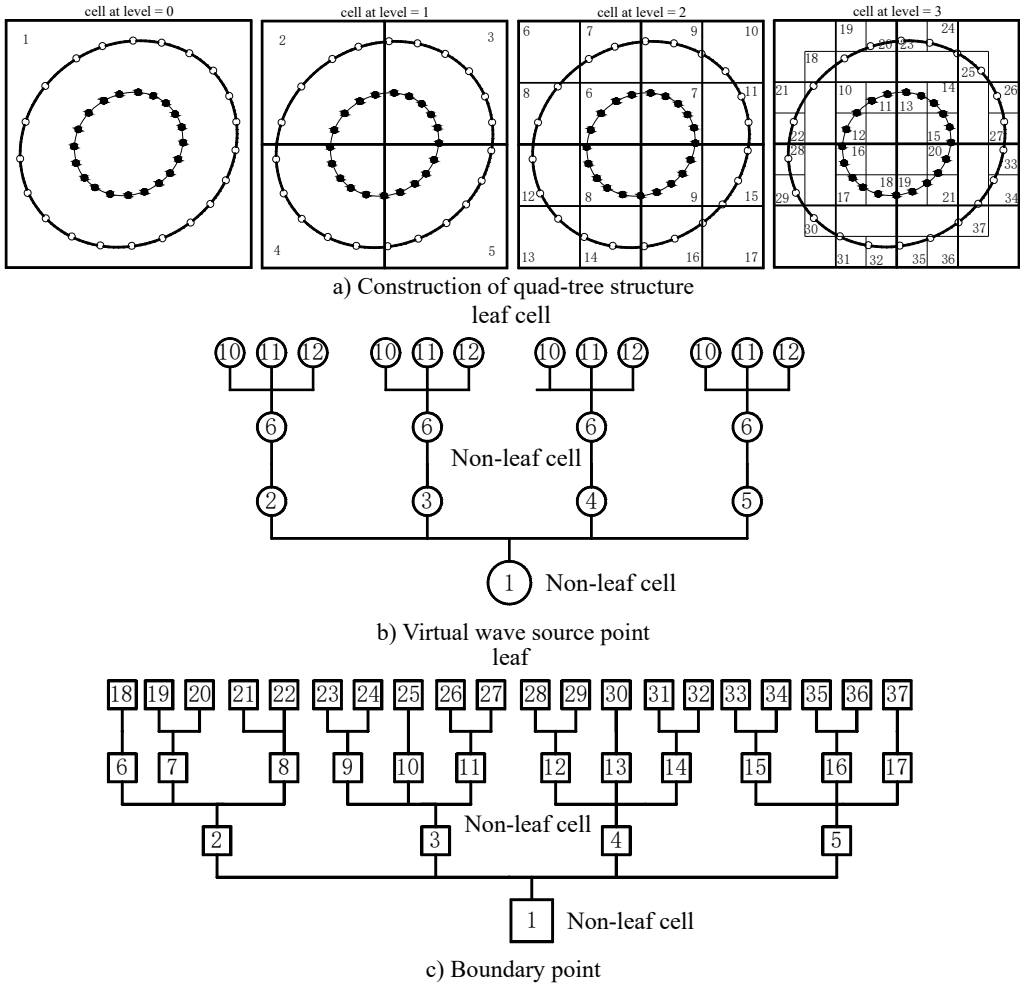 cell at level = 0
cell at level = 1
cell at level = 2
cell at level = 3
1
2 3
4 5
6 7 9 10
8 6 7 11
12 8 9 15
13 14 16 17
19 20 23 24
18 25
21 10 11 13 14 26
22 12 15 27
28 16 20 33
29 17 18 19 21 34
30 37
31 32 35 36
a) Construction of quad-tree structure
leaf cell
10 11 12 10 11 12 10 11 12 10 11 12
6 6 6 6
Non-leaf cell
2 3 4 5
1 Non-leaf cell
b) Virtual wave source point
leaf
18 19 20 21 22 23 24 25 26 27 28 29 30 31 32 33 34 35 36 37
6 7 8 9 10 11 12 13 14 15 16 17
Non-leaf cell
2 3 4 5
1 Non-leaf cell
c) Boundary point